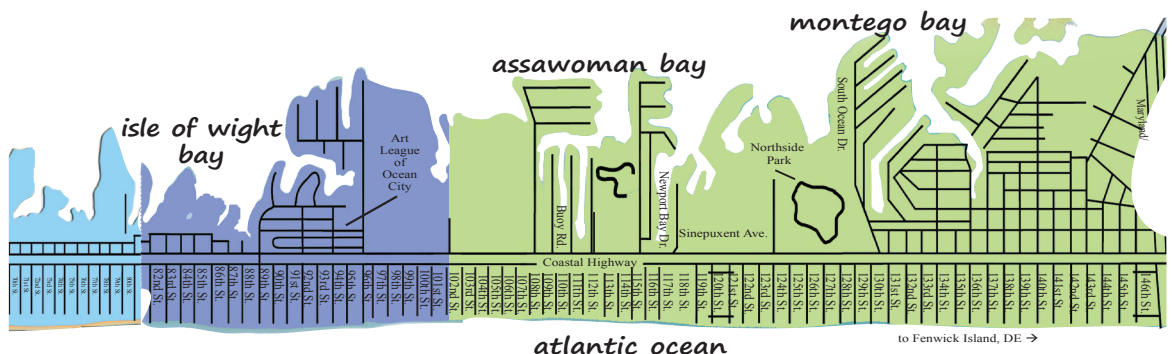 montego bay
assawoman bay
isle of wight
bay
Art
League
of Ocean
City
Northside
Park
South Ocean Dr.
Maryland
Buoy Rd.
Newport Bay Dr.
Sinepuxent Ave.
Coastal Highway
82nd St.
83rd St.
84th St.
85th St.
86th St.
87th St.
88th St.
89th St.
90th St.
91st St.
92nd St.
93rd St.
94th St.
95th St.
96th St.
97th St.
98th St.
99th St.
100th St.
101st St.
102nd St.
103rd St.
104th St.
105th St.
106th St.
107th St.
108th St.
109th St.
110th St.
111th St.
112th St.
113th St.
114th St.
115th St.
116th St.
117th St.
118th St.
119th St.
120th St.
121st St.
122nd St.
123rd St.
124th St.
125th St.
126th St.
127th St.
128th St.
129th St.
130th St.
131st St.
132nd St.
133rd St.
134th St.
135th St.
136th St.
137th St.
138th St.
139th St.
140th St.
141st St.
142nd St.
143rd St.
144th St.
145th St.
146th St.
to Fenwick Island, DE →
atlantic ocean